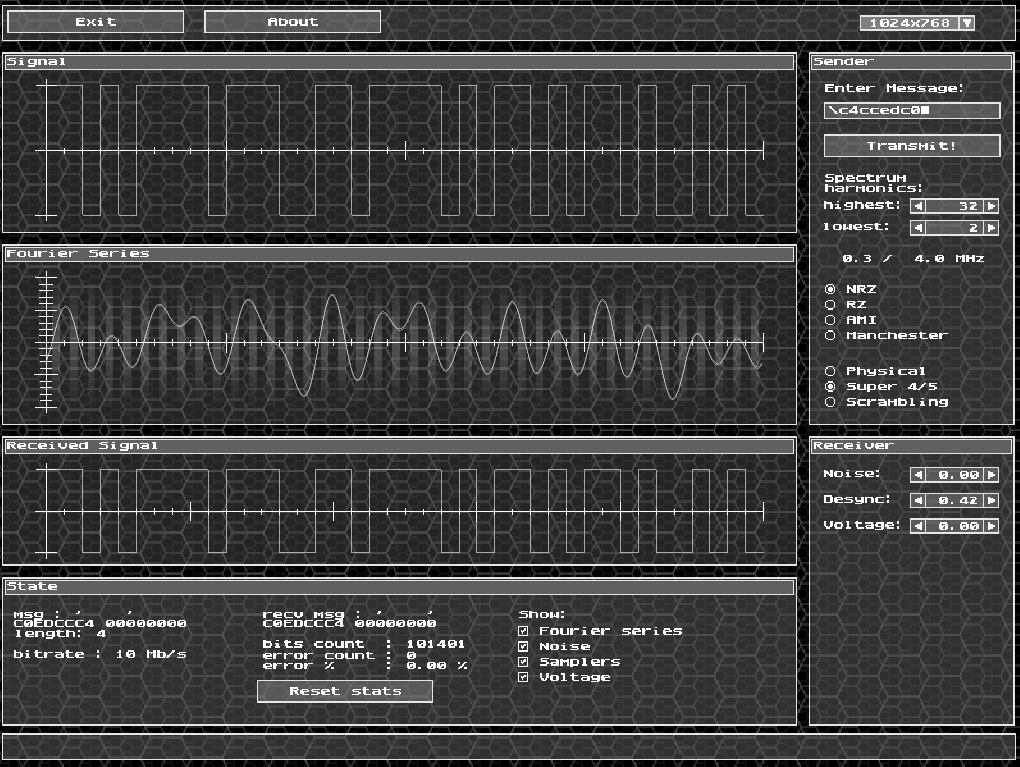 Exit
About
1024x768
Signal
Sender
Enter Message:
\c4ccedc0
Transmit!
Spectrum
harmonics:
highest: 32
lowest: 2
0.3 / 4.0 MHz
NRZ
RZ
AMI
Manchester
Physical
Super 4/5
Scrambling
Fourier Series
Received Signal
Receiver
Noise: 0.00
Desync: 0.42
Voltage: 0.00
State
msg : ' '
C0EDCCC4 00000000
length: 4
bitrate : 10 Mb/s
recv msg : ' '
C0EDCCC4 00000000
bits count : 101401
error count : 0
error % : 0.00 %
Reset stats
Show:
Fourier series
Noise
Samplers
Voltage